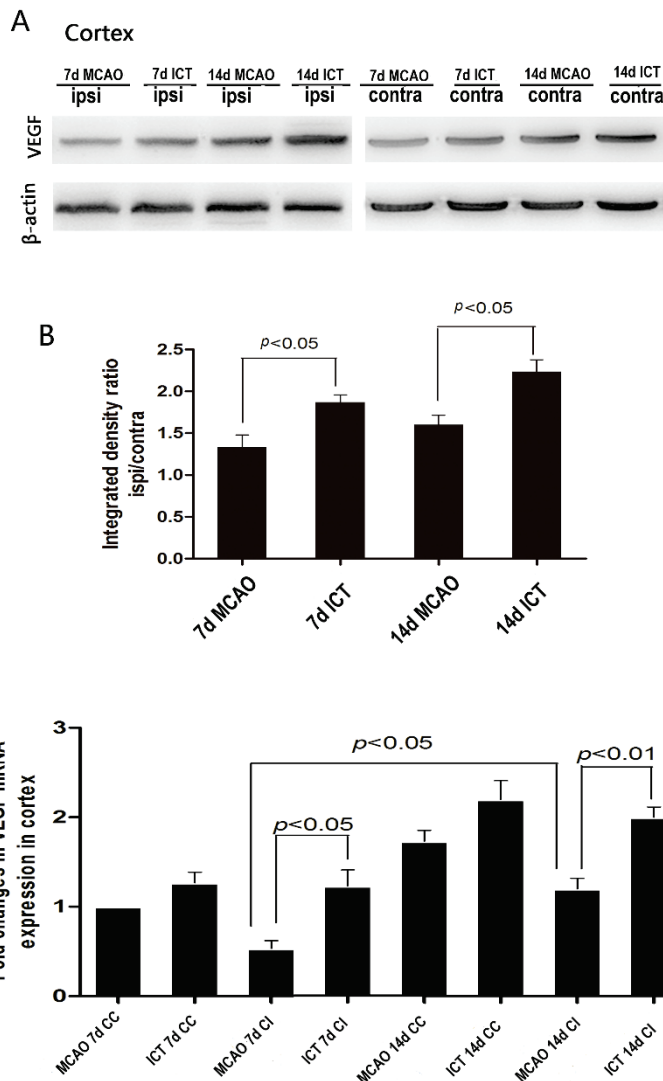 A
Cortex
7d MCAO 7d ICT 14d MCAO 14d ICT 7d MCAO 7d ICT 14d MCAO 14d ICT
ipsi ipsi ipsi ipsi contra contra contra contra
VEGF
β-actin
B
p<0.05
p<0.05
Integrated density ratio
ispi/contra
2.5
2.0
1.5
1.0
0.5
0.0
7d MCAO
7d ICT
14d MCAO
14d ICT
expression in cortex
3
2
1
0
p<0.05
p<0.01
p<0.05
MCAO 7d CC
ICT 7d CC
MCAO 7d CI
ICT 7d CI
MCAO 14d CC
ICT 14d CC
MCAO 14d CI
ICT 14d CI